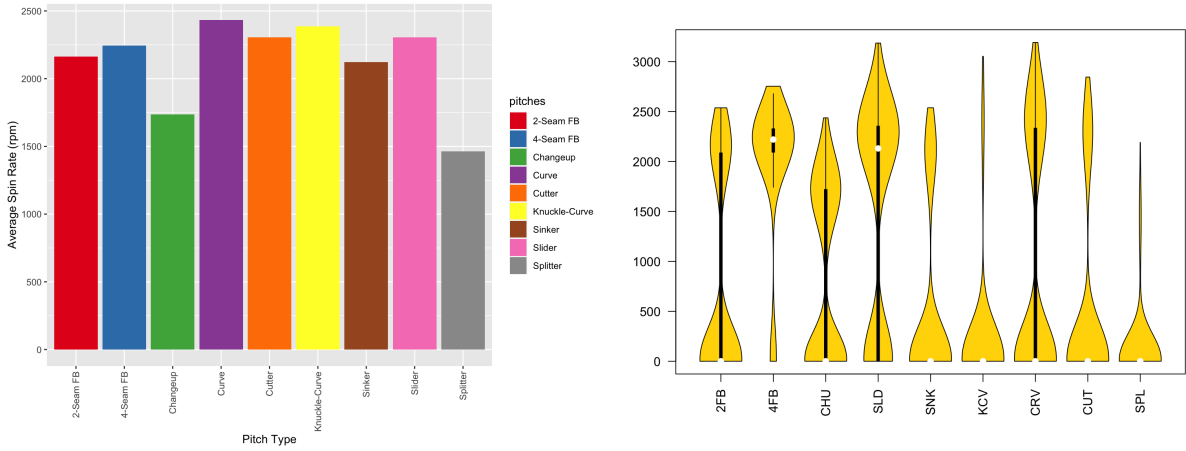 2500
2000
1500
1000
500
0
Average Spin Rate (rpm)
2-Seam FB
4-Seam FB
Changeup
Curve
Cutter
Knuckle-Curve
Sinker
Slider
Splitter
Pitch Type
pitches
2-Seam FB
4-Seam FB
Changeup
Curve
Cutter
Knuckle-Curve
Sinker
Slider
Splitter
3000
2500
2000
1500
1000
500
0
2FB
4FB
CHU
SLD
SNK
KCV
CRV
CUT
SPL